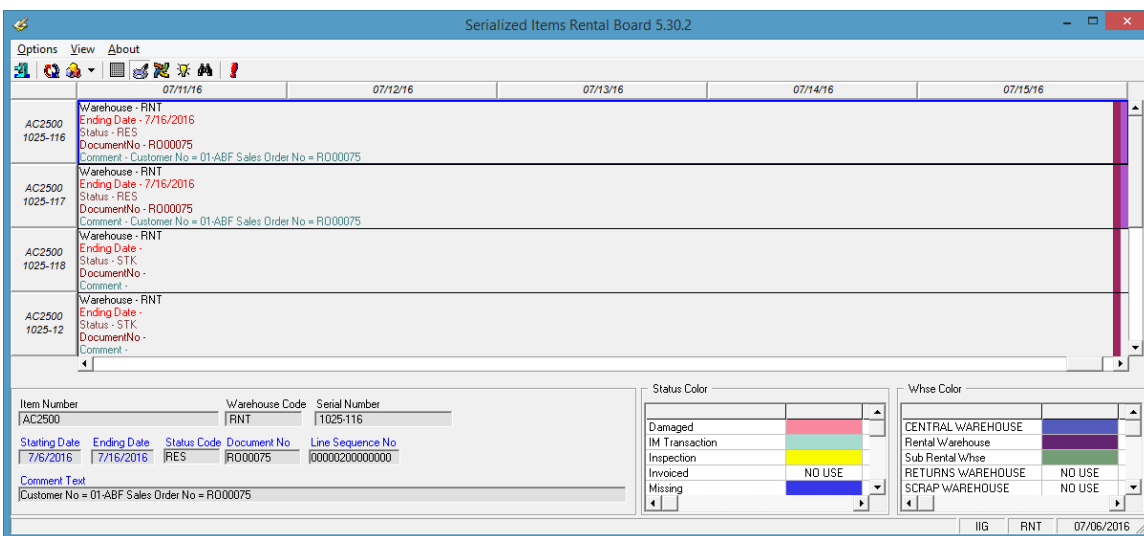 Serialized Items Rental Board 5.30.2
Options View About
07/11/16 07/12/16 07/13/16 07/14/16 07/15/16
AC2500
1025-116
Warehouse - RNT
Ending Date - 7/16/2016
Status - RES
DocumentNo - RO00075
Comment - Customer No = 01-ABF Sales Order No = RO00075
AC2500
1025-117
Warehouse - RNT
Ending Date - 7/16/2016
Status - RES
DocumentNo - RO00075
Comment - Customer No = 01-ABF Sales Order No = RO00075
AC2500
1025-118
Warehouse - RNT
Ending Date -
Status - STK
DocumentNo -
Comment -
AC2500
1025-12
Warehouse - RNT
Ending Date -
Status - STK
DocumentNo -
Comment -
Item Number Warehouse Code Serial Number
AC2500 RNT 1025-116
Starting Date Ending Date Status Code Document No Line Sequence No
7/6/2016 7/16/2016 RES RO00075 00000200000000
Comment Text
Customer No = 01-ABF Sales Order No = RO00075
Status Color
Damaged
IM Transaction
Inspection
Invoiced NO USE
Missing
Whse Color
CENTRAL WAREHOUSE
Rental Warehouse
Sub Rental Whse
RETURNS WAREHOUSE NO USE
SCRAP WAREHOUSE NO USE
IIG RNT 07/06/2016